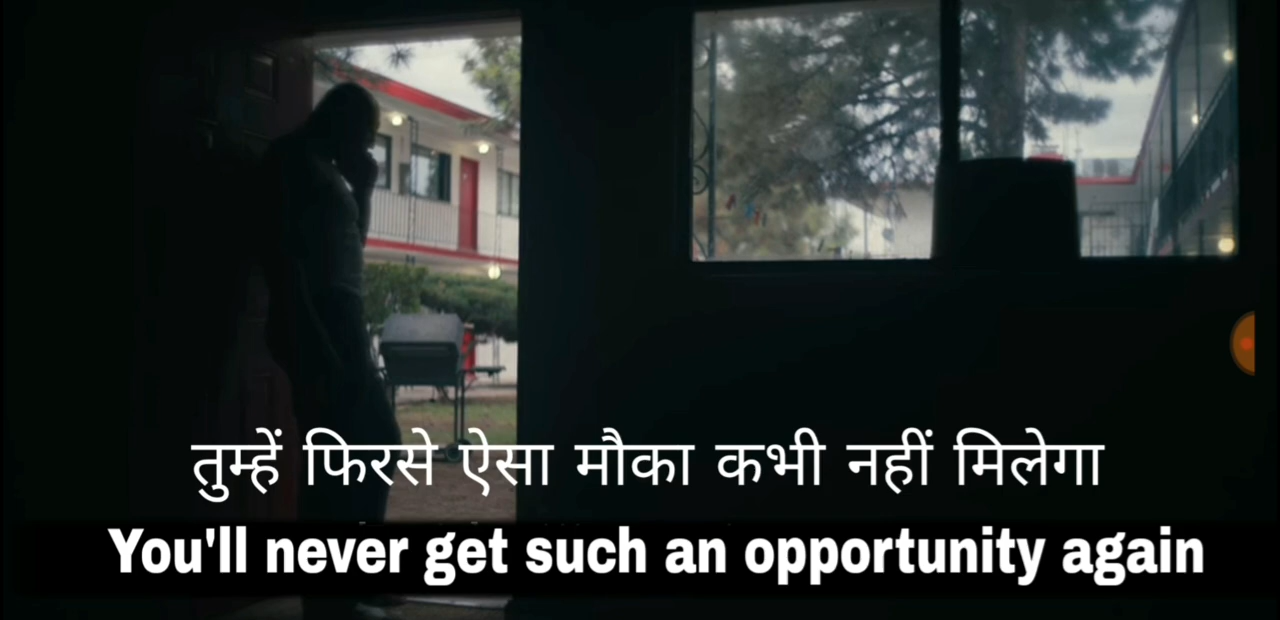 तुम्हें फिरसे ऐसा मौका कभी नहीं मिलेगा
You'll never get such an opportunity again